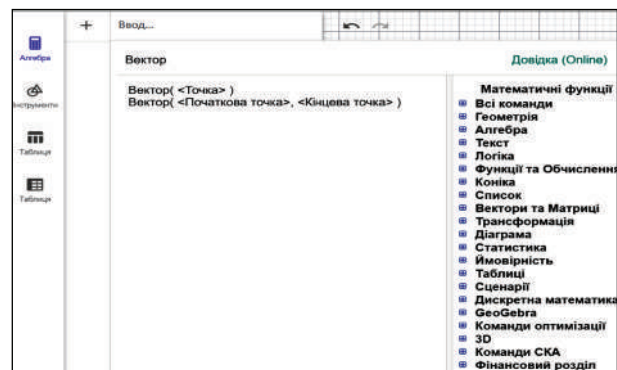 Ввод...
Алгебра
Інструменти
Таблиця
Таблиця
Вектор
Довідка (Online)
Вектор( <Точка> )
Вектор( <Початкова точка>, <Кінцева точка> )
Математичні функції
Всі команди
Геометрія
Алгебра
Текст
Логіка
Функції та Обчислення
Коніка
Список
Вектори та Матриці
Трансформація
Діаграма
Статистика
Ймовірність
Таблиці
Сценарії
Дискретна математика
GeoGebra
Команди оптимізації
3D
Команди СКА
Фінансовий розділ